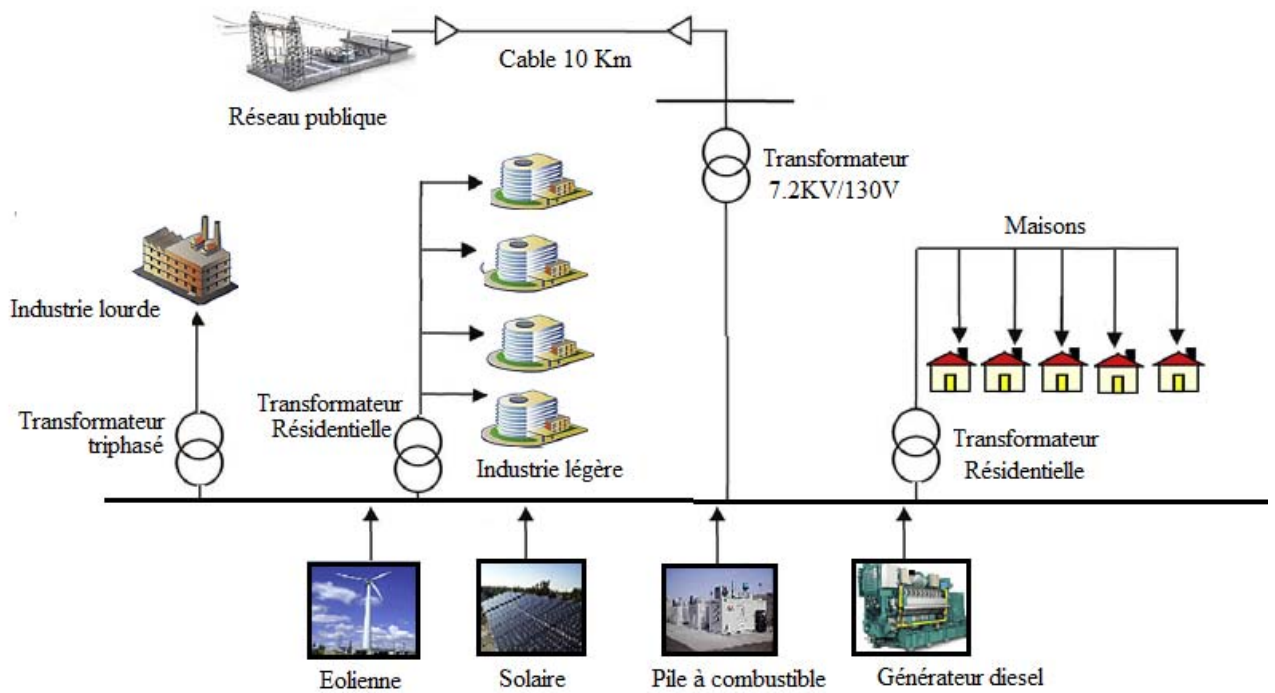 Cable 10 Km
Réseau publique
Transformateur
7.2KV/130V
Maisons
Industrie lourde
Transformateur
Résidentielle
Transformateur
triphasé
Industrie légère
Transformateur
Résidentielle
Eolienne
Solaire
Pile à combustible
Générateur diesel